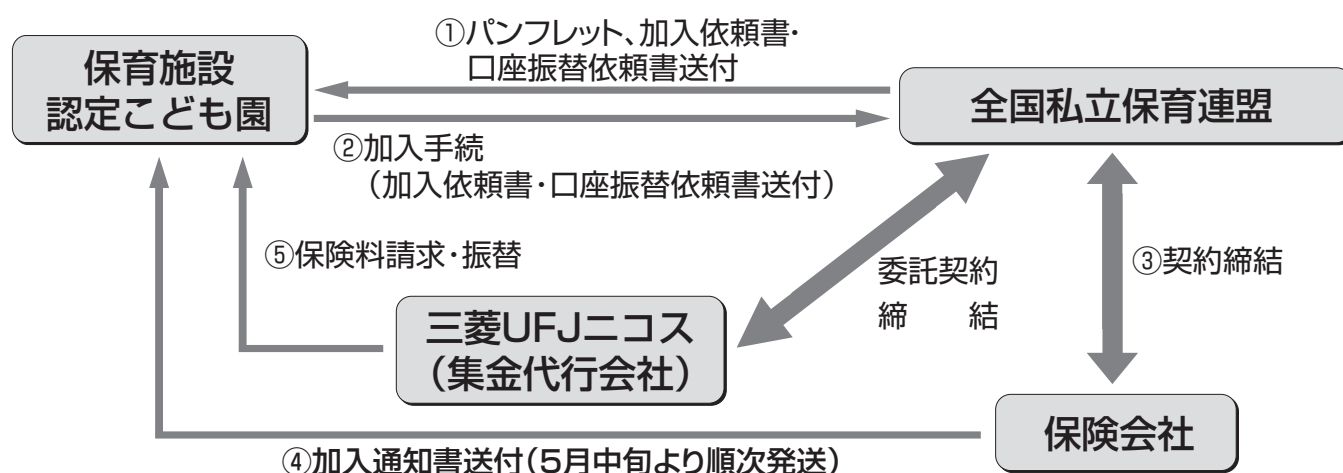 ①パンフレット、加入依頼書・
口座振替依頼書送付
保育施設
認定こども園
全国私立保育連盟
②加入手続
（加入依頼書・口座振替依頼書送付）
⑤保険料請求・振替
委託契約
締　　結
③契約締結
三菱UFJニコス
（集金代行会社）
保険会社
④加入通知書送付（5月中旬より順次発送）